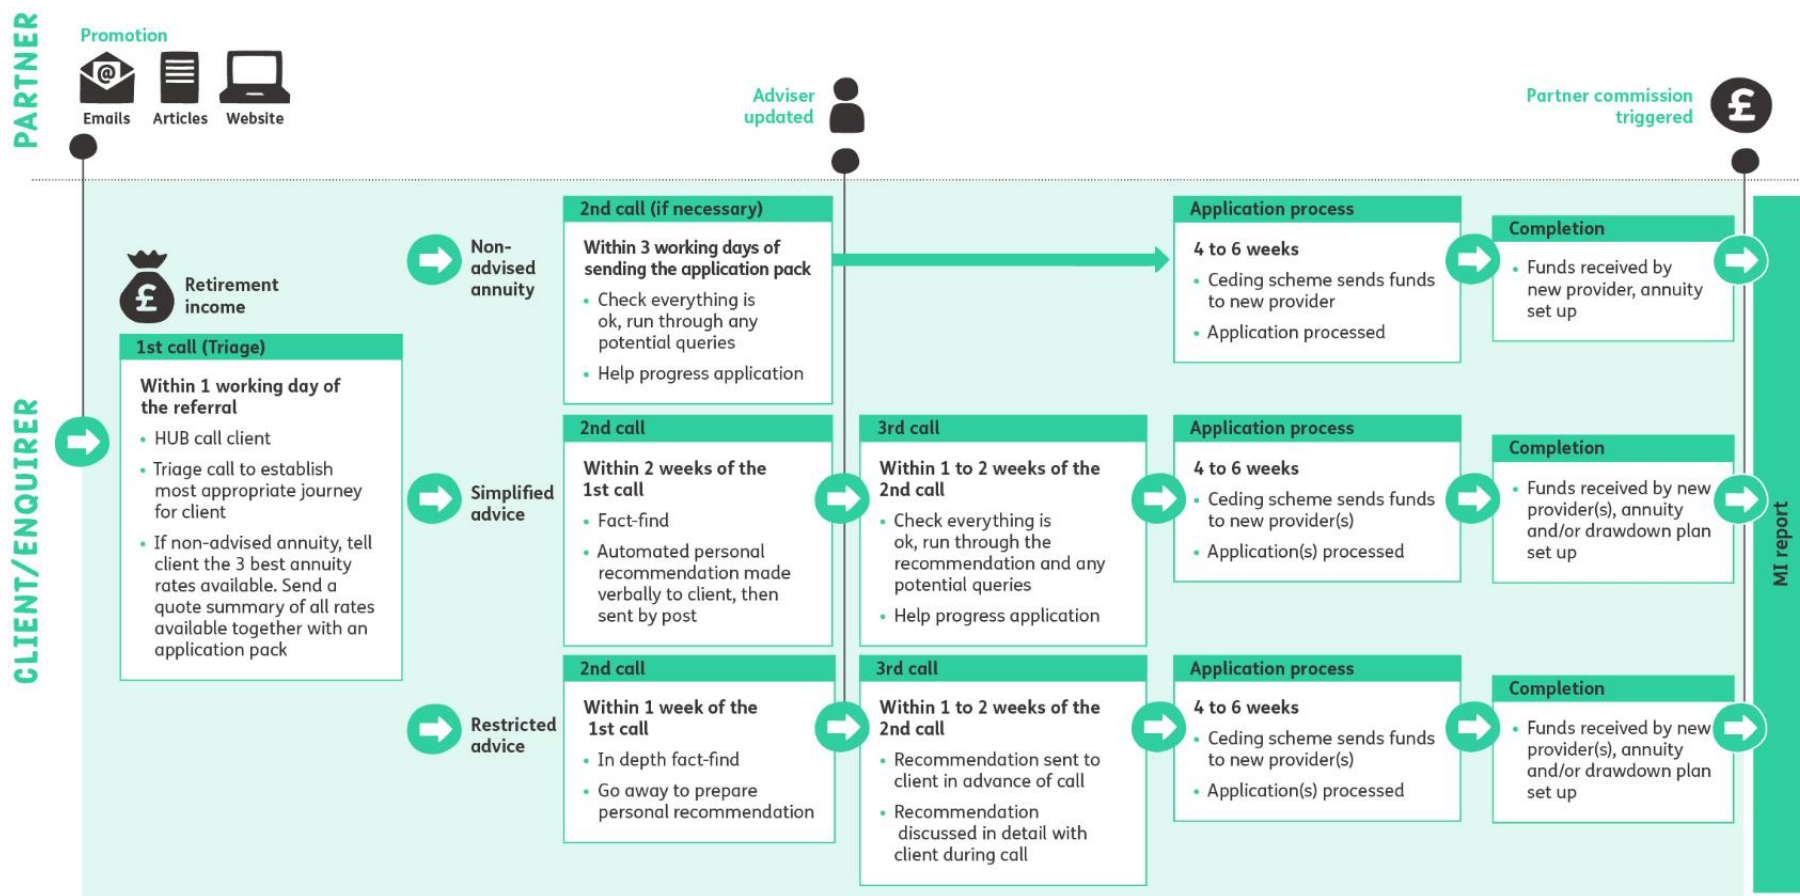 PARTNER
Promotion
Emails
Articles
Website
Adviser
updated
Partner commission
triggered
£
CLIENT/ENQUIRER
£
Retirement
income
1st call (Triage)
Within 1 working day of
the referral
• HUB call client
• Triage call to establish
most appropriate journey
for client
• If non-advised annuity, tell
client the 3 best annuity
rates available. Send a
quote summary of all rates
available together with an
application pack
Non-
advised
annuity
2nd call (if necessary)
Within 3 working days of
sending the application pack
• Check everything is
ok, run through any
potential queries
• Help progress application
Application process
4 to 6 weeks
• Ceding scheme sends funds
to new provider
• Application processed
Completion
• Funds received by
new provider, annuity
set up
Simplified
advice
2nd call
Within 2 weeks of the
1st call
• Fact-find
• Automated personal
recommendation made
verbally to client, then
sent by post
3rd call
Within 1 to 2 weeks of the
2nd call
• Check everything is
ok, run through the
recommendation and any
potential queries
• Help progress application
Application process
4 to 6 weeks
• Ceding scheme sends funds
to new provider(s)
• Application(s) processed
Completion
• Funds received by new
provider(s), annuity
and/or drawdown plan
set up
Restricted
advice
2nd call
Within 1 week of the
1st call
• In depth fact-find
• Go away to prepare
personal recommendation
3rd call
Within 1 to 2 weeks of the
2nd call
• Recommendation sent to
client in advance of call
• Recommendation
discussed in detail with
client during call
Application process
4 to 6 weeks
• Ceding scheme sends funds
to new provider(s)
• Application(s) processed
Completion
• Funds received by new
provider(s), annuity
and/or drawdown plan
set up
MI report